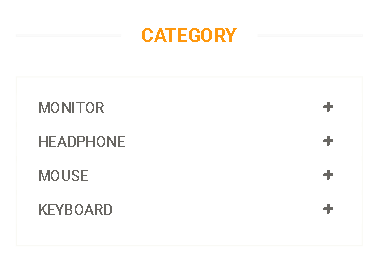 CATEGORY
MONITOR +
HEADPHONE +
MOUSE +
KEYBOARD +